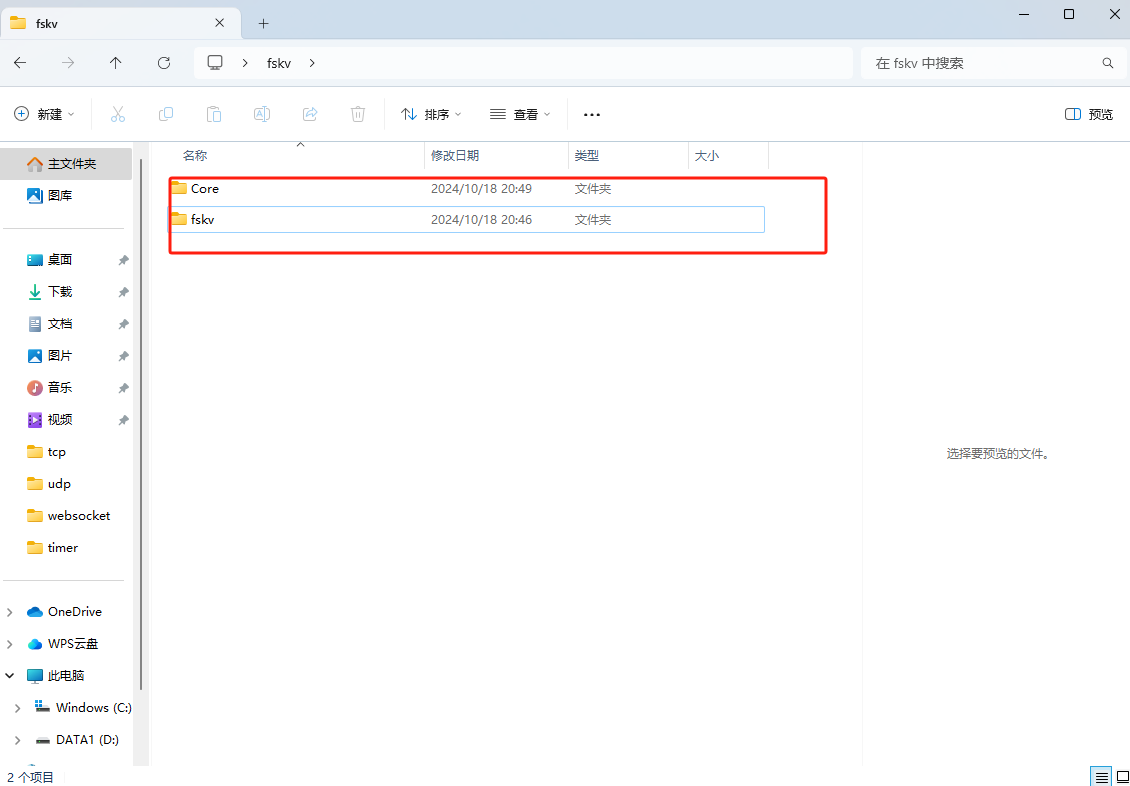 fskv
fskv
在 fskv 中搜索
新建
排序
查看
预览
主文件夹
图库
桌面
下载
文档
图片
音乐
视频
tcp
udp
websocket
timer
OneDrive
WPS云盘
此电脑
Windows (C:)
DATA1 (D:)
名称 修改日期 类型 大小
Core 2024/10/18 20:49 文件夹
fskv 2024/10/18 20:46 文件夹
选择要预览的文件。
2 个项目